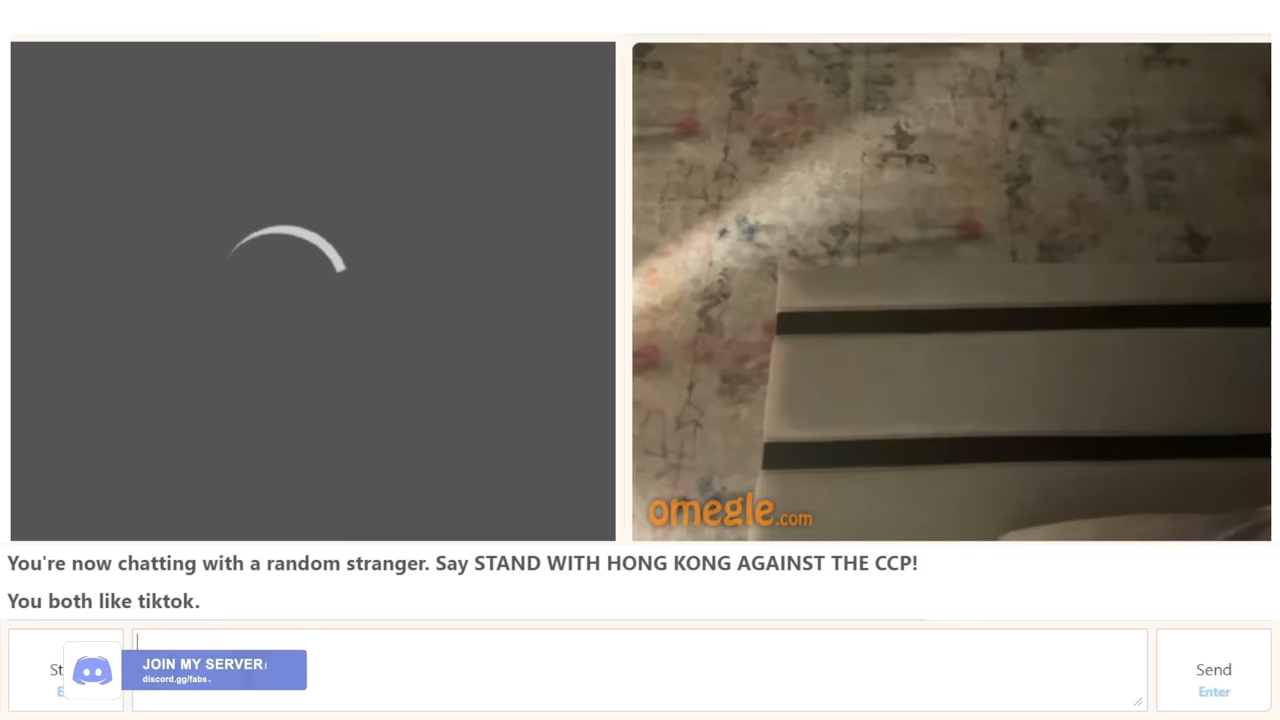 omegle.com
You're now chatting with a random stranger. Say STAND WITH HONG KONG AGAINST THE CCP!
You both like tiktok.
St
E
JOIN MY SERVER!
discord.gg/fabs
Send
Enter